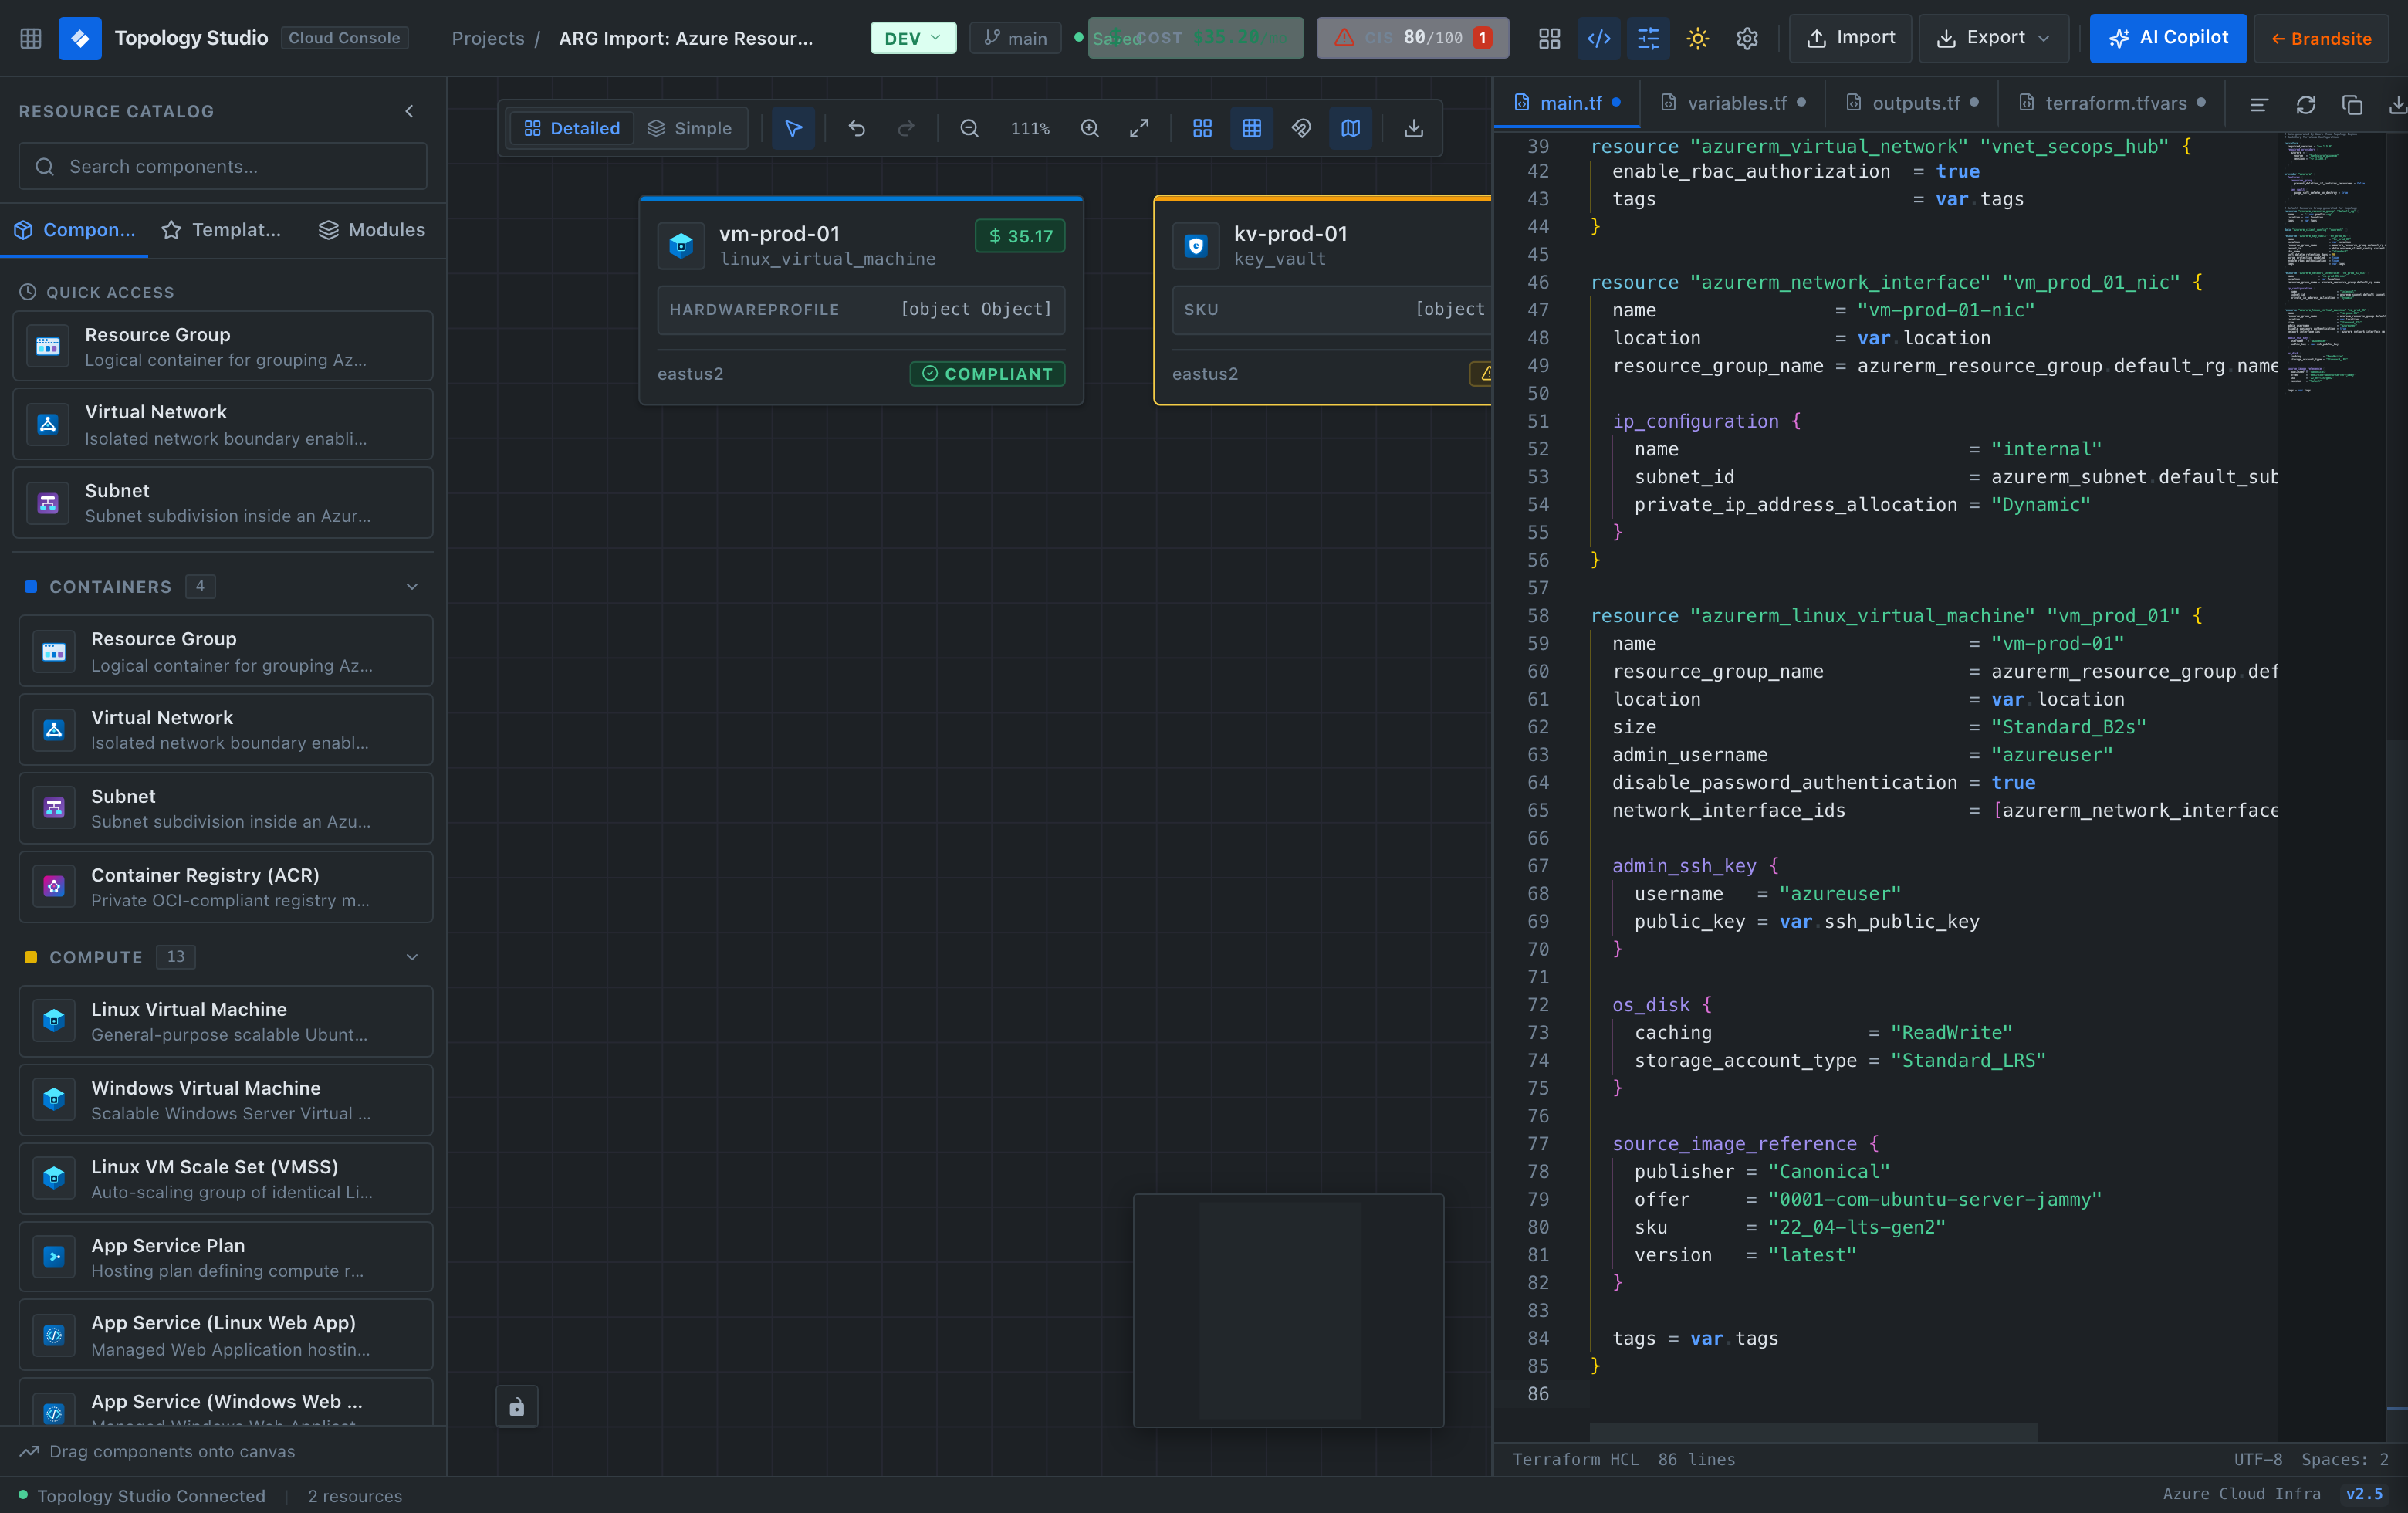 Topology Studio
Cloud Console
Projects / ARG Import: Azure Resour...
DEV
main
Saved
COST $35.20
CIS 80/100 1
Import
Export
AI Copilot
← Brandsite
RESOURCE CATALOG
Search components...
Compon...
Templat...
Modules
QUICK ACCESS
Resource Group
Logical container for grouping Az...
Virtual Network
Isolated network boundary enabli...
Subnet
Subnet subdivision inside an Azur...
CONTAINERS 4
Resource Group
Logical container for grouping Az...
Virtual Network
Isolated network boundary enabl...
Subnet
Subnet subdivision inside an Azu...
Container Registry (ACR)
Private OCI-compliant registry m...
COMPUTE 13
Linux Virtual Machine
General-purpose scalable Ubunt...
Windows Virtual Machine
Scalable Windows Server Virtual ...
Linux VM Scale Set (VMSS)
Auto-scaling group of identical Li...
App Service Plan
Hosting plan defining compute r...
App Service (Linux Web App)
Managed Web Application hostin...
App Service (Windows Web ...
Drag components onto canvas
Detailed
Simple
111%
vm-prod-01
linux_virtual_machine
$ 35.17
HARDWAREPROFILE [object Object]
eastus2
COMPLIANT
kv-prod-01
key_vault
SKU [object
eastus2
main.tf
variables.tf
outputs.tf
terraform.tfvars
39 resource "azurerm_virtual_network" "vnet_secops_hub" {
42 enable_rbac_authorization = true
43 tags = var.tags
44 }
45
46 resource "azurerm_network_interface" "vm_prod_01_nic" {
47 name = "vm-prod-01-nic"
48 location = var.location
49 resource_group_name = azurerm_resource_group.default_rg.name
50
51 ip_configuration {
52 name = "internal"
53 subnet_id = azurerm_subnet.default_sub
54 private_ip_address_allocation = "Dynamic"
55 }
56 }
57
58 resource "azurerm_linux_virtual_machine" "vm_prod_01" {
59 name = "vm-prod-01"
60 resource_group_name = azurerm_resource_group.def
61 location = var.location
62 size = "Standard_B2s"
63 admin_username = "azureuser"
64 disable_password_authentication = true
65 network_interface_ids = [azurerm_network_interface
66
67 admin_ssh_key {
68 username = "azureuser"
69 public_key = var.ssh_public_key
70 }
71
72 os_disk {
73 caching = "ReadWrite"
74 storage_account_type = "Standard_LRS"
75 }
76
77 source_image_reference {
78 publisher = "Canonical"
79 offer = "0001-com-ubuntu-server-jammy"
80 sku = "22_04-lts-gen2"
81 version = "latest"
82 }
83
84 tags = var.tags
85 }
86
Terraform HCL 86 lines
UTF-8 Spaces: 2
Topology Studio Connected
2 resources
Azure Cloud Infra v2.5